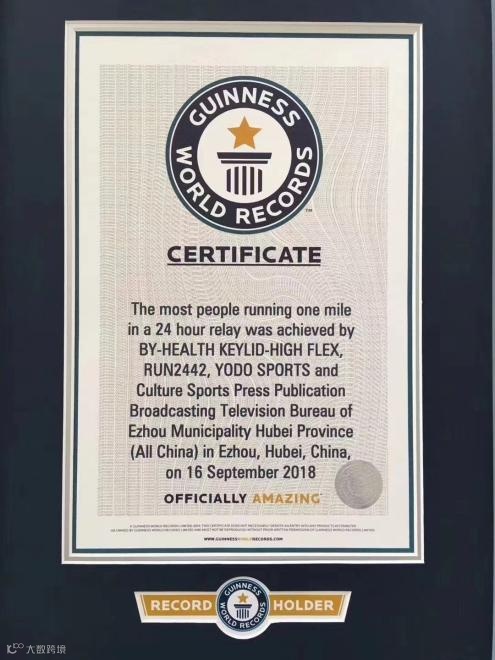 GUINNESS
WORLD RECORDS
TM
CERTIFICATE
The most people running one mile
in a 24 hour relay was achieved by
BY-HEALTH KEYLID-HIGH FLEX,
RUN2442, YODO SPORTS and
Culture Sports Press Publication
Broadcasting Television Bureau of
Ezhou Municipality Hubei Province
(All China) in Ezhou, Hubei, China,
on 16 September 2018
OFFICIALLY AMAZING
WWW.GUINNESSWORLDRECORDS.COM
RECORD
GUINNESS
WORLD RECORDS
HOLDER
大数跨境